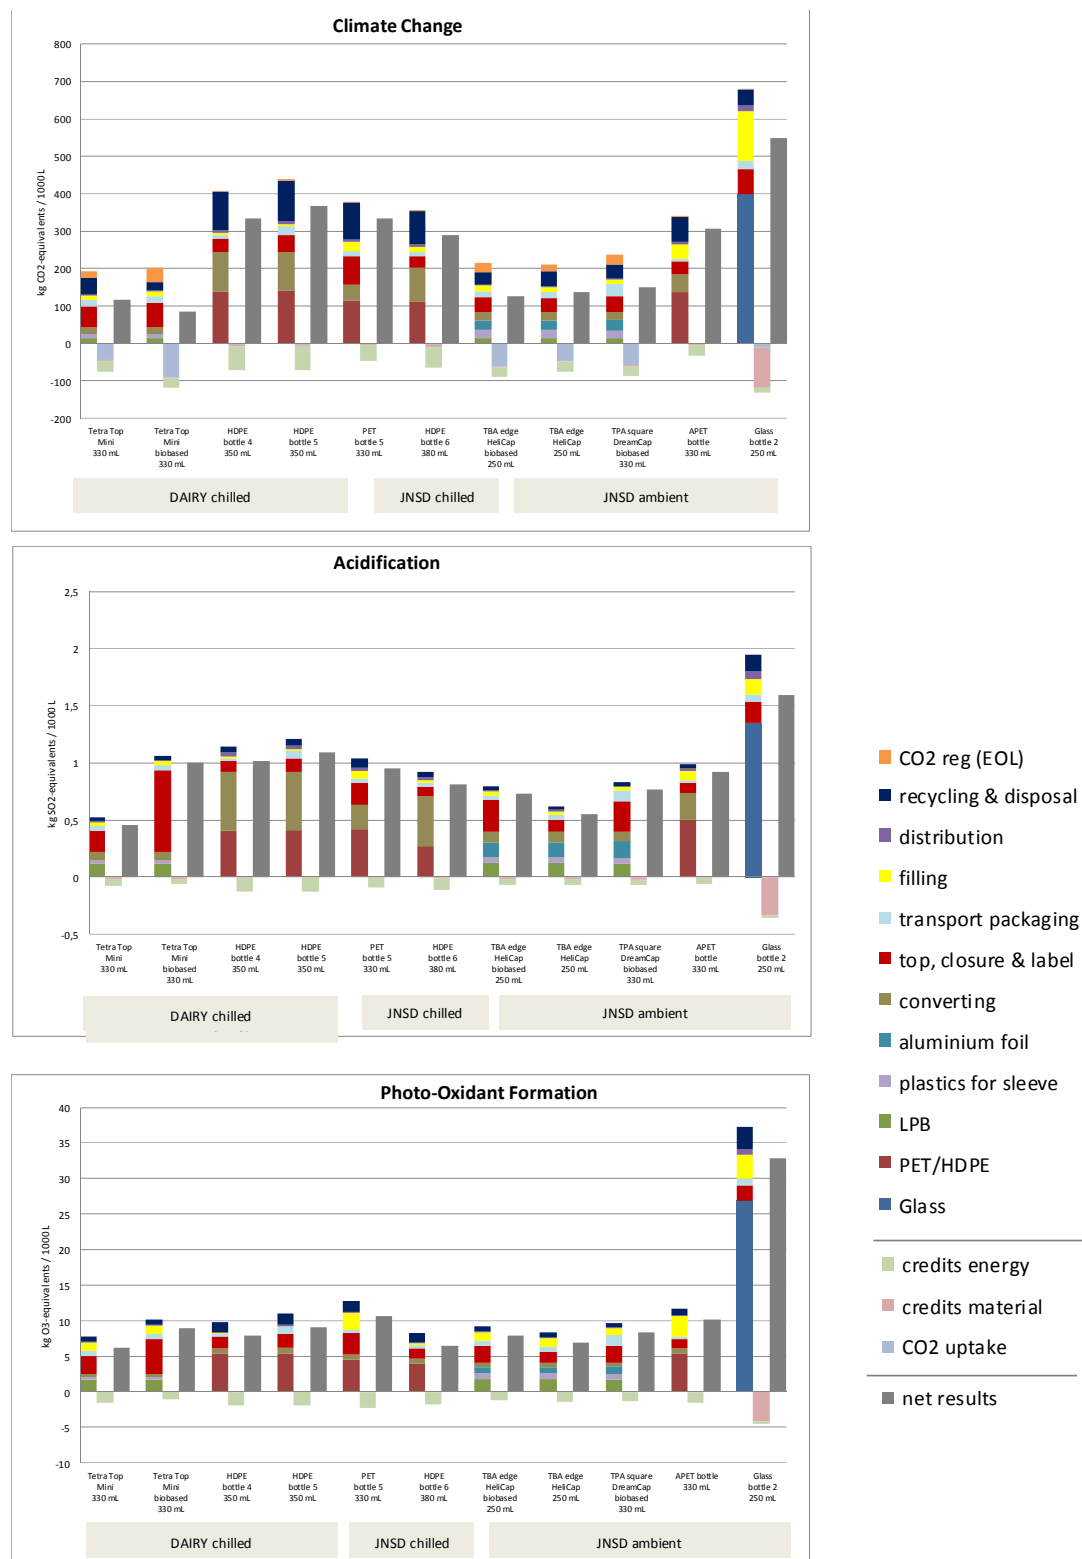 Climate Change
kg CO2-equivalents / 1000 L
800
700
600
500
400
300
200
100
0
-100
-200
Tetra Top
Mini
330 mL
Tetra Top
Mini
biobased
330 mL
HDPE
bottle 4
350 mL
HDPE
bottle 5
350 mL
PET
bottle 5
330 mL
HDPE
bottle 6
380 mL
TBA edge
HeliCap
biobased
250 mL
TBA edge
HeliCap
250 mL
TPA square
DreamCap
biobased
330 mL
APET
bottle
330 mL
Glass
bottle 2
250 mL
DAIRY chilled
JNSD chilled
JNSD ambient
Acidification
kg SO2-equivalents / 1000 L
2,5
2
1,5
1
0,5
0
-0,5
Tetra Top
Mini
330 mL
Tetra Top
Mini
biobased
330 mL
HDPE
bottle 4
350 mL
HDPE
bottle 5
350 mL
PET
bottle 5
330 mL
HDPE
bottle 6
380 mL
TBA edge
HeliCap
biobased
250 mL
TBA edge
HeliCap
250 mL
TPA square
DreamCap
biobased
330 mL
APET
bottle
330 mL
Glass
bottle 2
250 mL
DAIRY chilled
JNSD chilled
JNSD ambient
Photo-Oxidant Formation
kg O3-equivalents / 1000 L
40
35
30
25
20
15
10
5
0
-5
-10
Tetra Top
Mini
330 mL
Tetra Top
Mini
biobased
330 mL
HDPE
bottle 4
350 mL
HDPE
bottle 5
350 mL
PET
bottle 5
330 mL
HDPE
bottle 6
380 mL
TBA edge
HeliCap
biobased
250 mL
TBA edge
HeliCap
250 mL
TPA square
DreamCap
biobased
330 mL
APET bottle
330 mL
Glass
bottle 2
250 mL
DAIRY chilled
JNSD chilled
JNSD ambient
CO2 reg (EOL)
recycling & disposal
distribution
filling
transport packaging
top, closure & label
converting
aluminium foil
plastics for sleeve
LPB
PET/HDPE
Glass
credits energy
credits material
CO2 uptake
net results